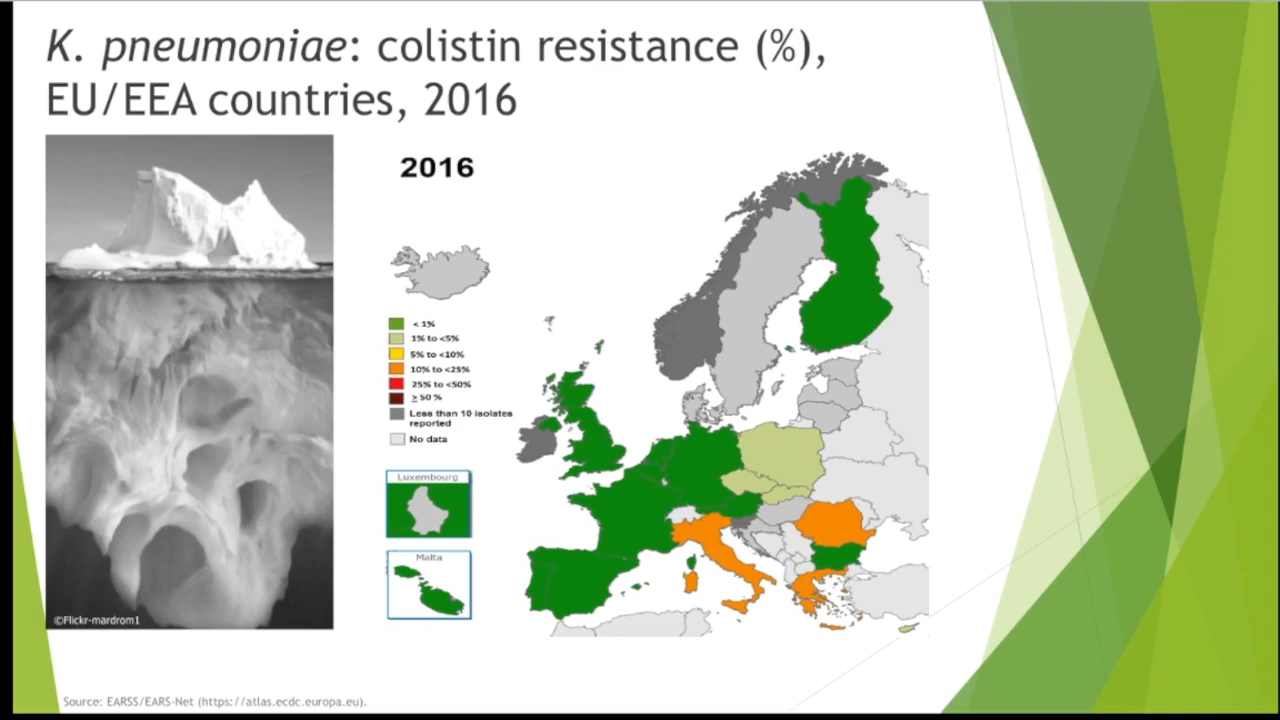 K. pneumoniae: colistin resistance (%),
EU/EEA countries, 2016
2016
< 1%
1% to <5%
5% to <10%
10% to <25%
25% to <50%
≥ 50 %
Less than 10 isolates
reported
No data
Luxembourg
Malta
©Flickr-mardrom1
Source: EARSS/EARS-Net (https://atlas.ecdc.europa.eu).